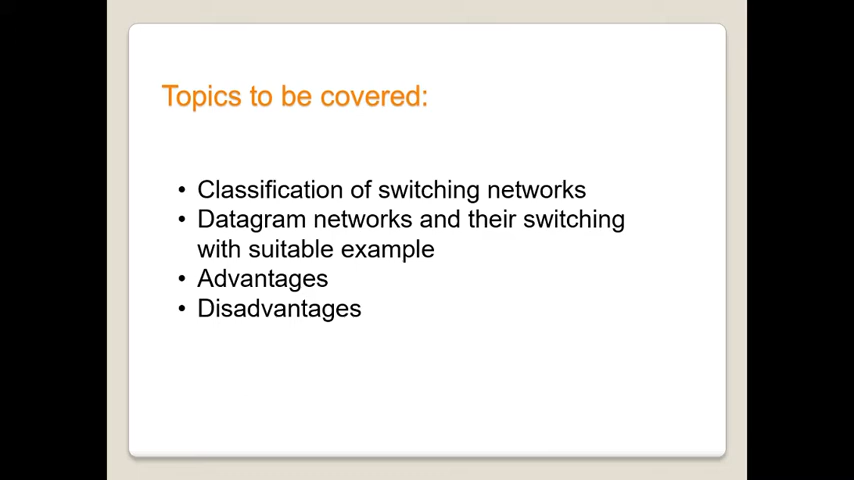 Topics to be covered:
• Classification of switching networks
• Datagram networks and their switching
with suitable example
• Advantages
• Disadvantages